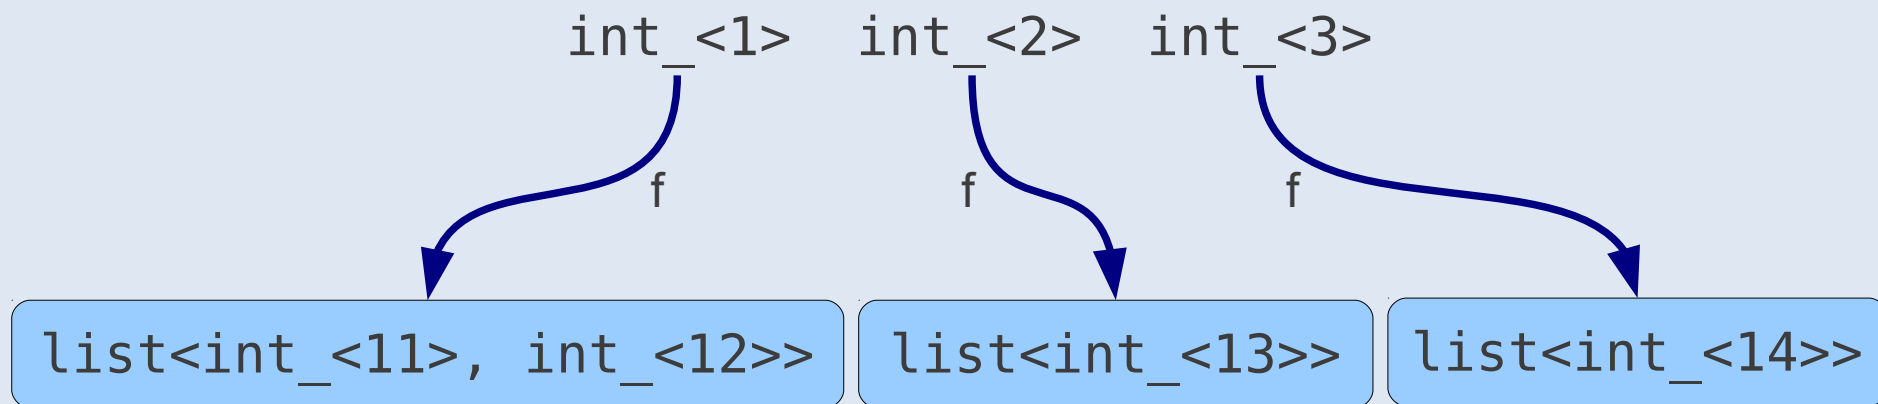 int_<1> int_<2> int_<3>
f f f
list<int_<11>, int_<12>> list<int_<13>> list<int_<14>>